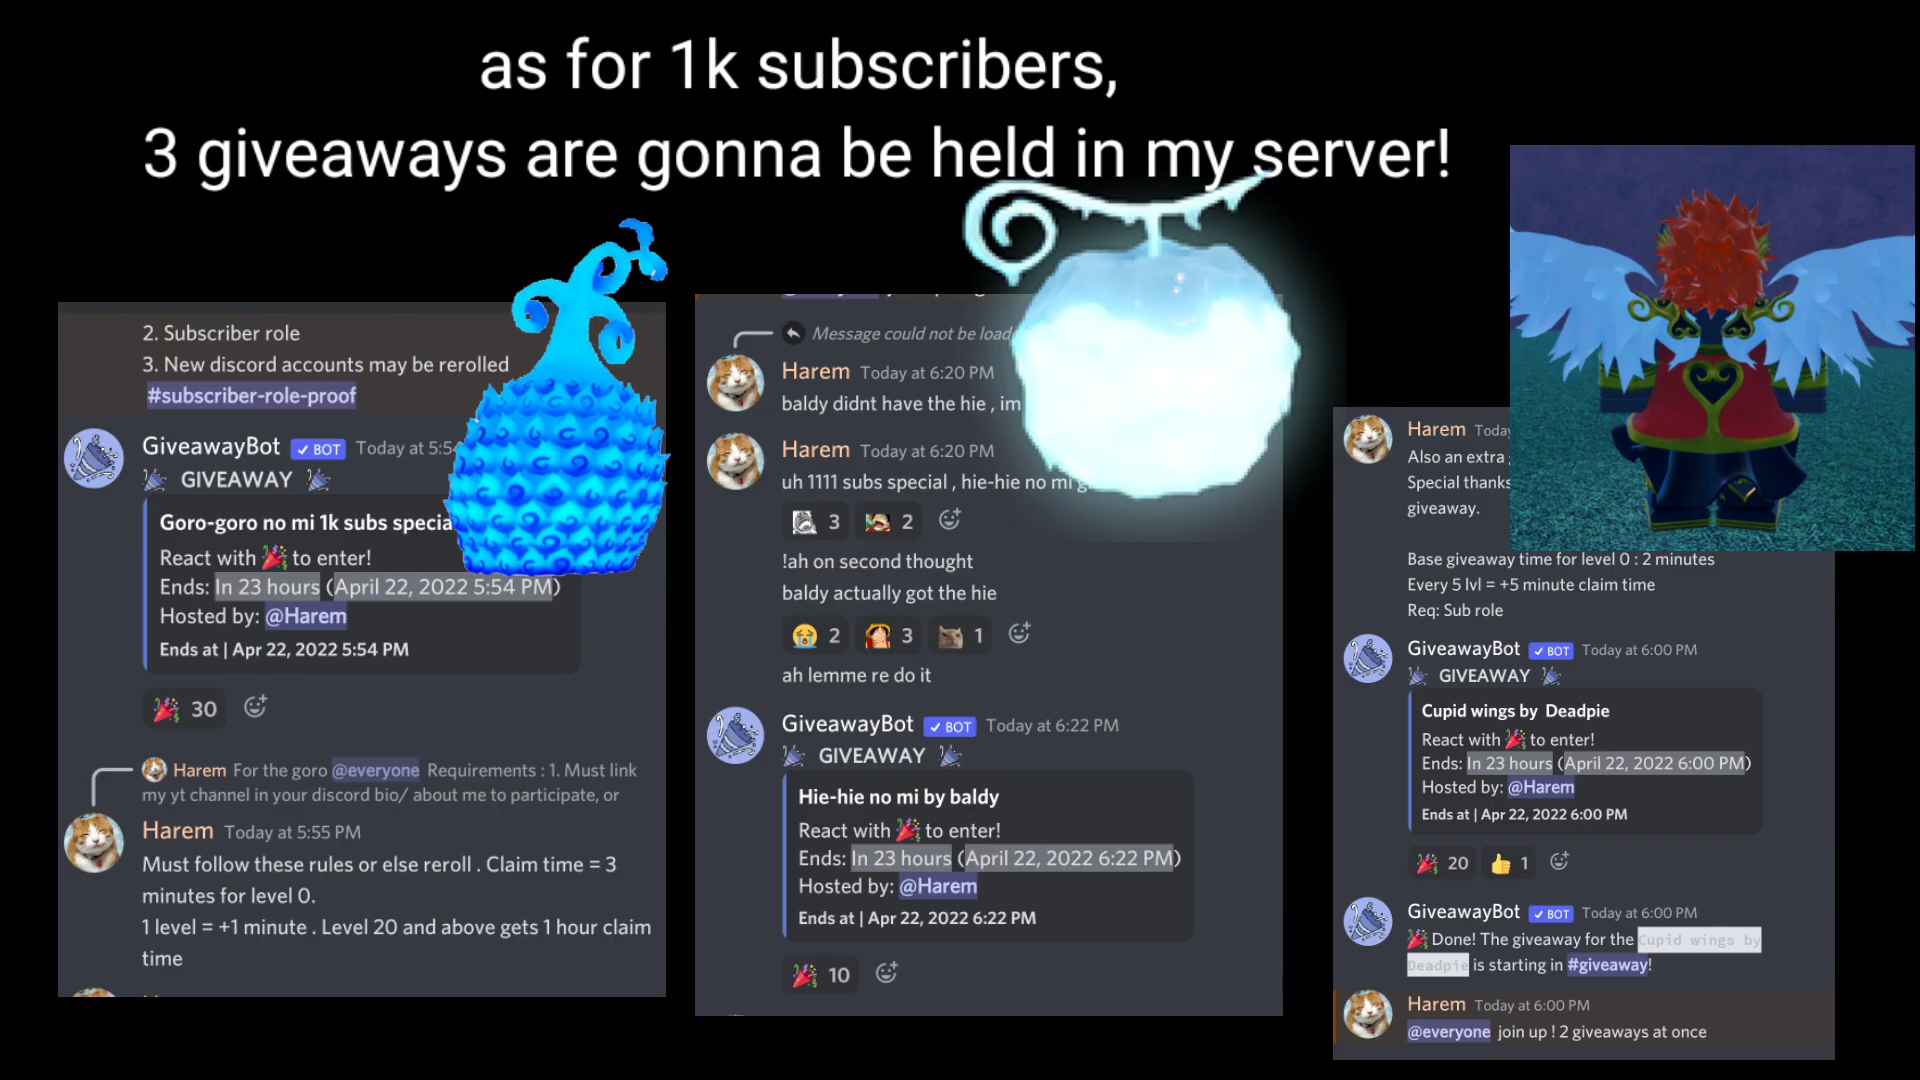 as for 1k subscribers,
3 giveaways are gonna be held in my server!
2. Subscriber role
3. New discord accounts may be rerolled
#subscriber-role-proof
GiveawayBot BOT Today at 5:54
GIVEAWAY
Goro-goro no mi 1k subs specia
React with to enter!
Ends: In 23 hours (April 22, 2022 5:54 PM)
Hosted by: @Harem
Ends at | Apr 22, 2022 5:54 PM
30
Harem For the goro @everyone Requirements : 1. Must link
my yt channel in your discord bio/ about me to participate, or
Harem Today at 5:55 PM
Must follow these rules or else reroll . Claim time = 3
minutes for level 0.
1 level = +1 minute . Level 20 and above gets 1 hour claim
time
Message could not be load
Harem Today at 6:20 PM
baldy didnt have the hie , im
Harem Today at 6:20 PM
uh 1111 subs special , hie-hie no mi g
3 2
!ah on second thought
baldy actually got the hie
2 3 1
ah lemme re do it
GiveawayBot BOT Today at 6:22 PM
GIVEAWAY
Hie-hie no mi by baldy
React with to enter!
Ends: In 23 hours (April 22, 2022 6:22 PM)
Hosted by: @Harem
Ends at | Apr 22, 2022 6:22 PM
10
Harem Today
Also an extra
Special thanks
giveaway.
Base giveaway time for level 0 : 2 minutes
Every 5 lvl = +5 minute claim time
Req: Sub role
GiveawayBot BOT Today at 6:00 PM
GIVEAWAY
Cupid wings by Deadpie
React with to enter!
Ends: In 23 hours (April 22, 2022 6:00 PM)
Hosted by: @Harem
Ends at | Apr 22, 2022 6:00 PM
20 1
GiveawayBot BOT Today at 6:00 PM
Done! The giveaway for the Cupid wings by
Deadpie is starting in #giveaway!
Harem Today at 6:00 PM
@everyone join up ! 2 giveaways at once